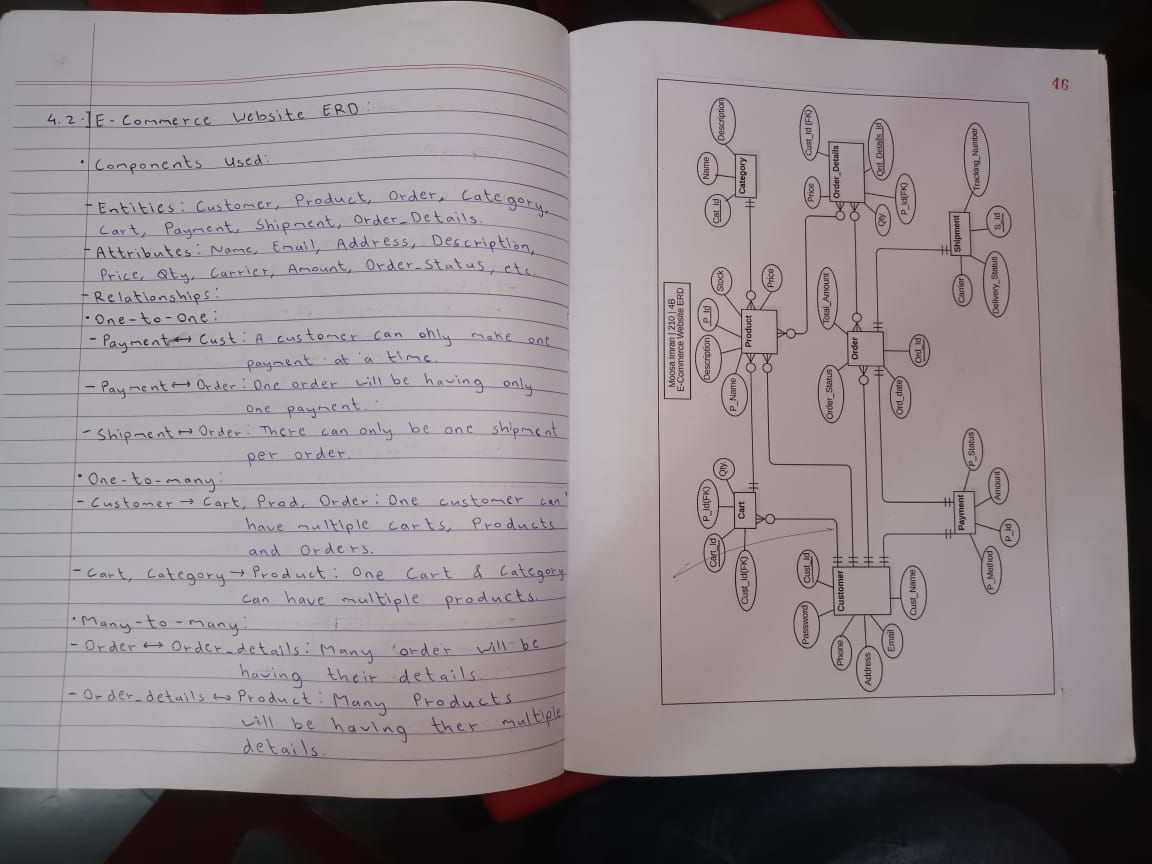 4.2.] E-Commerce Website ERD:
• Components Used:
- Entities: Customer, Product, Order, Category,
Cart, Payment, Shipment, Order_Details.
- Attributes: Name, Email, Address, Description,
Price, Qty, Carrier, Amount, Order_Status, etc.
- Relationships:
• One-to-One:
- Payment ↔ Cust: A customer can only make one
payment at a time.
- Payment ↔ Order: One order will be having only
one payment.
- Shipment ↔ Order: There can only be one shipment
per order.
• One-to-many:
- Customer → Cart, Prod, Order: One customer can
have multiple carts, Products
and Orders.
- Cart, Category → Product: One Cart & Category
can have multiple products.
• Many-to-many:
- Order ↔ Order_details: Many order will be
having their details.
- Order_details ↔ Product: Many Products
will be having ther multiple
details.
16
Moosa Imran | 210 | 4B
E-Commerce Website ERD
Cart
Cart_Id
P_Id(FK)
Qty.
Cust_Id(FK)
Product
P_Name
Description
P_Id
Stock
Price
Category
Cat_Id
Name
Description
Customer
Password
Cust_Id
Phone
Address
Email
Cust_Name
Order
Order_Status
Total_Amount
Ord_date
Ord_Id
Order_Details
Price
Cust_Id (FK)
Ord_Details_Id
Qty
P_Id(FK)
Payment
P_Method
P_Id
Amount
P_Status
Shipment
Carrier
Delivery_Status
S_Id
Tracking_Number